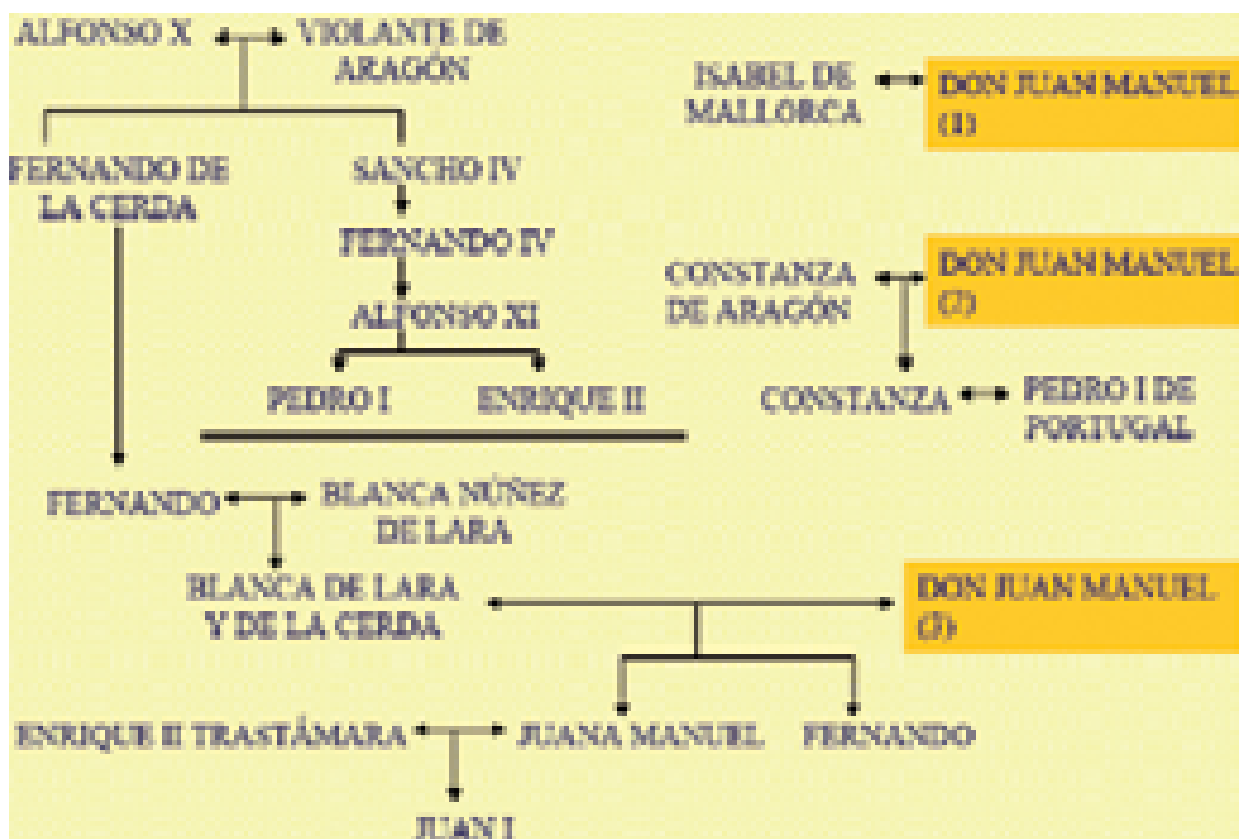 ALFONSO X
VIOLANTE DE
ARAGÓN
ISABEL DE
MALLORCA
DON JUAN MANUEL
(1)
FERNANDO DE
LA CERDA
SANCHO IV
FERNANDO IV
CONSTANZA
DE ARAGÓN
DON JUAN MANUEL
(2)
ALFONSO XI
PEDRO I
ENRIQUE II
CONSTANZA
PEDRO I DE
PORTUGAL
FERNANDO
BLANCA NÚÑEZ
DE LARA
BLANCA DE LARA
Y DE LA CERDA
DON JUAN MANUEL
(3)
ENRIQUE II TRASTÁMARA
JUANA MANUEL
FERNANDO
JUAN I